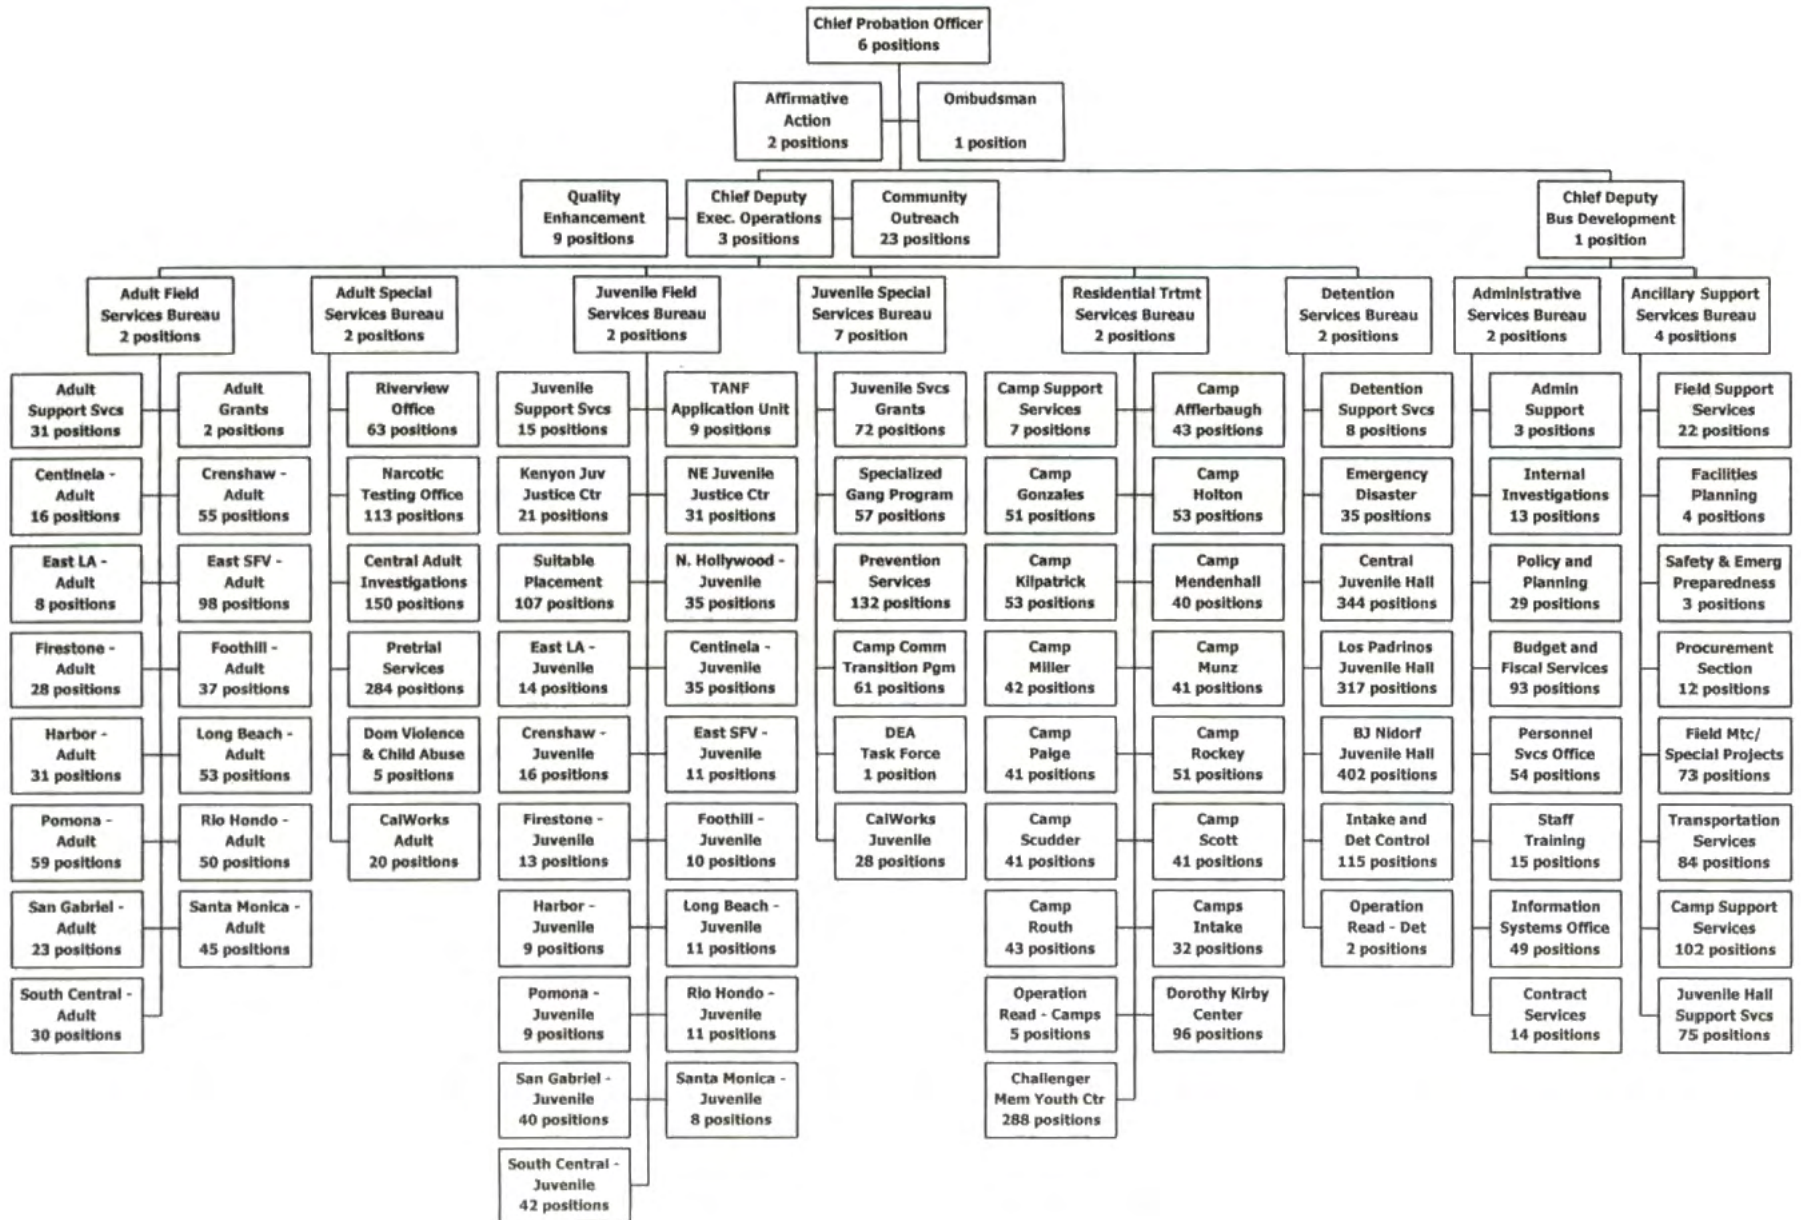 Chief Probation Officer
6 positions
Affirmative
Action
2 positions
Ombudsman
1 position
Quality
Enhancement
9 positions
Chief Deputy
Exec. Operations
3 positions
Community
Outreach
23 positions
Chief Deputy
Bus Development
1 position
Adult Field
Services Bureau
2 positions
Adult Special
Services Bureau
2 positions
Juvenile Field
Services Bureau
2 positions
Juvenile Special
Services Bureau
7 position
Residential Trtmt
Services Bureau
2 positions
Detention
Services Bureau
2 positions
Administrative
Services Bureau
2 positions
Ancillary Support
Services Bureau
4 positions
Adult
Support Svcs
31 positions
Adult
Grants
2 positions
Centinela -
Adult
16 positions
Crenshaw -
Adult
55 positions
East LA -
Adult
8 positions
East SFV -
Adult
98 positions
Firestone -
Adult
28 positions
Foothill -
Adult
37 positions
Harbor -
Adult
31 positions
Long Beach -
Adult
53 positions
Pomona -
Adult
59 positions
Rio Hondo -
Adult
50 positions
San Gabriel -
Adult
23 positions
Santa Monica -
Adult
45 positions
South Central -
Adult
30 positions
Riverview
Office
63 positions
Narcotic
Testing Office
113 positions
Central Adult
Investigations
150 positions
Pretrial
Services
284 positions
Dom Violence
& Child Abuse
5 positions
CalWorks
Adult
20 positions
Juvenile
Support Svcs
15 positions
TANF
Application Unit
9 positions
Kenyon Juv
Justice Ctr
21 positions
NE Juvenile
Justice Ctr
31 positions
Suitable
Placement
107 positions
N. Hollywood -
Juvenile
35 positions
East LA -
Juvenile
14 positions
Centinela -
Juvenile
35 positions
Crenshaw -
Juvenile
16 positions
East SFV -
Juvenile
11 positions
Firestone -
Juvenile
13 positions
Foothill -
Juvenile
10 positions
Harbor -
Juvenile
9 positions
Long Beach -
Juvenile
11 positions
Pomona -
Juvenile
9 positions
Rio Hondo -
Juvenile
11 positions
San Gabriel -
Juvenile
40 positions
Santa Monica -
Juvenile
8 positions
South Central -
Juvenile
42 positions
Juvenile Svcs
Grants
72 positions
Specialized
Gang Program
57 positions
Prevention
Services
132 positions
Camp Comm
Transition Pgm
61 positions
DEA
Task Force
1 position
CalWorks
Juvenile
28 positions
Camp Support
Services
7 positions
Camp
Afflerbaugh
43 positions
Camp
Gonzales
51 positions
Camp
Holton
53 positions
Camp
Kilpatrick
53 positions
Camp
Mendenhall
40 positions
Camp
Miller
42 positions
Camp
Munz
41 positions
Camp
Paige
41 positions
Camp
Rockey
51 positions
Camp
Scudder
41 positions
Camp
Scott
41 positions
Camp
Routh
43 positions
Camps
Intake
32 positions
Operation
Read - Camps
5 positions
Dorothy Kirby
Center
96 positions
Challenger
Mem Youth Ctr
288 positions
Detention
Support Svcs
8 positions
Emergency
Disaster
35 positions
Central
Juvenile Hall
344 positions
Los Padrinos
Juvenile Hall
317 positions
BJ Nidorf
Juvenile Hall
402 positions
Intake and
Det Control
115 positions
Operation
Read - Det
2 positions
Admin
Support
3 positions
Internal
Investigations
13 positions
Policy and
Planning
29 positions
Budget and
Fiscal Services
93 positions
Personnel
Svcs Office
54 positions
Staff
Training
15 positions
Information
Systems Office
49 positions
Contract
Services
14 positions
Field Support
Services
22 positions
Facilities
Planning
4 positions
Safety & Emerg
Preparedness
3 positions
Procurement
Section
12 positions
Field Mtc/
Special Projects
73 positions
Transportation
Services
84 positions
Camp Support
Services
102 positions
Juvenile Hall
Support Svcs
75 positions